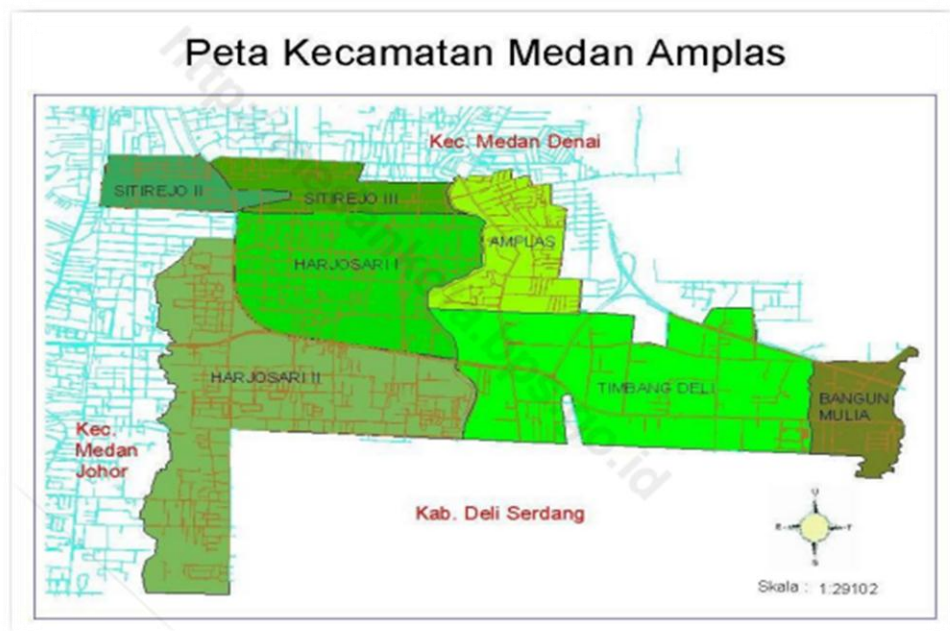 Peta Kecamatan Medan Amplas
Kec. Medan Denai
SITIREJO II
SITIREJO III
AMPLAS
HARJOSARI I
HARJOSARI II
TIMBANG DELI
BANGUN
MULIA
Kec.
Medan
Johor
Kab. Deli Serdang
U
T
S
Skala : 1:29102